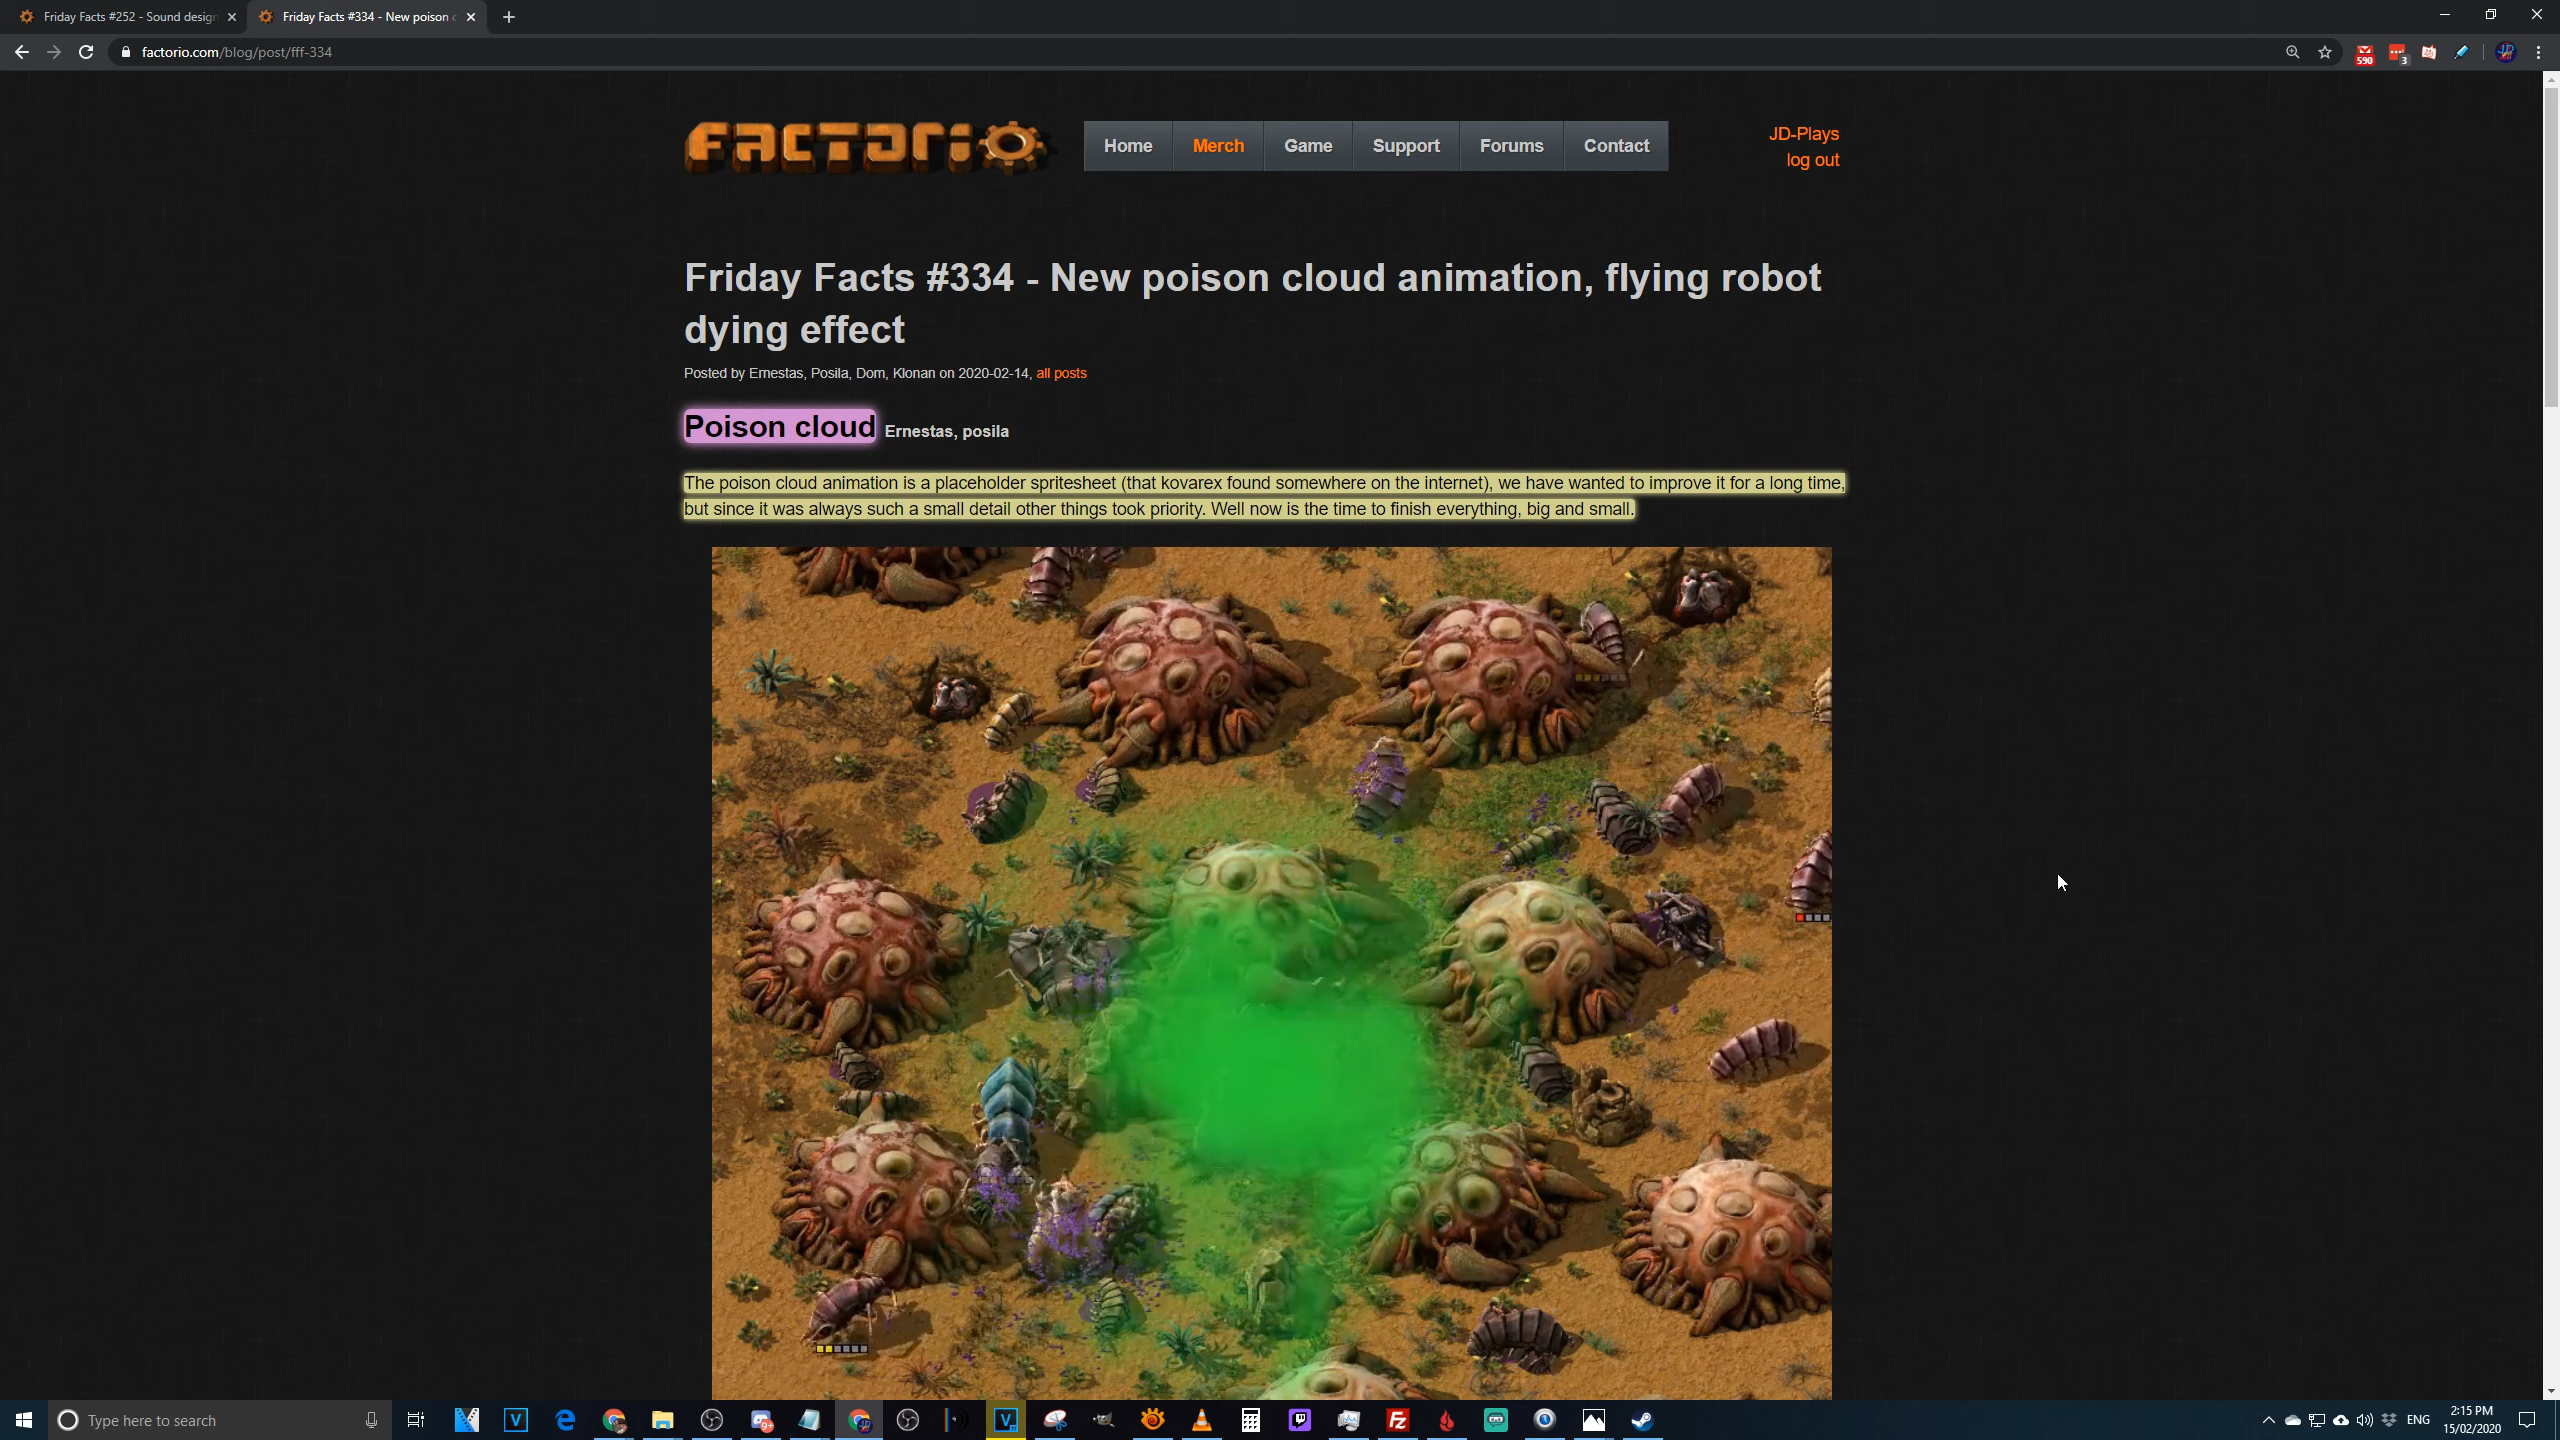 Friday Facts #252 - Sound design
Friday Facts #334 - New poison c
factorio.com/blog/post/fff-334
590
3
JD
FACTORIO
Home
Merch
Game
Support
Forums
Contact
JD-Plays
log out
Friday Facts #334 - New poison cloud animation, flying robot
dying effect
Posted by Ernestas, Posila, Dom, Klonan on 2020-02-14, all posts
Poison cloud Ernestas, posila
The poison cloud animation is a placeholder spritesheet (that kovarex found somewhere on the internet), we have wanted to improve it for a long time,
but since it was always such a small detail other things took priority. Well now is the time to finish everything, big and small.
Type here to search
V
9+
V
Fz
ENG
2:15 PM
15/02/2020